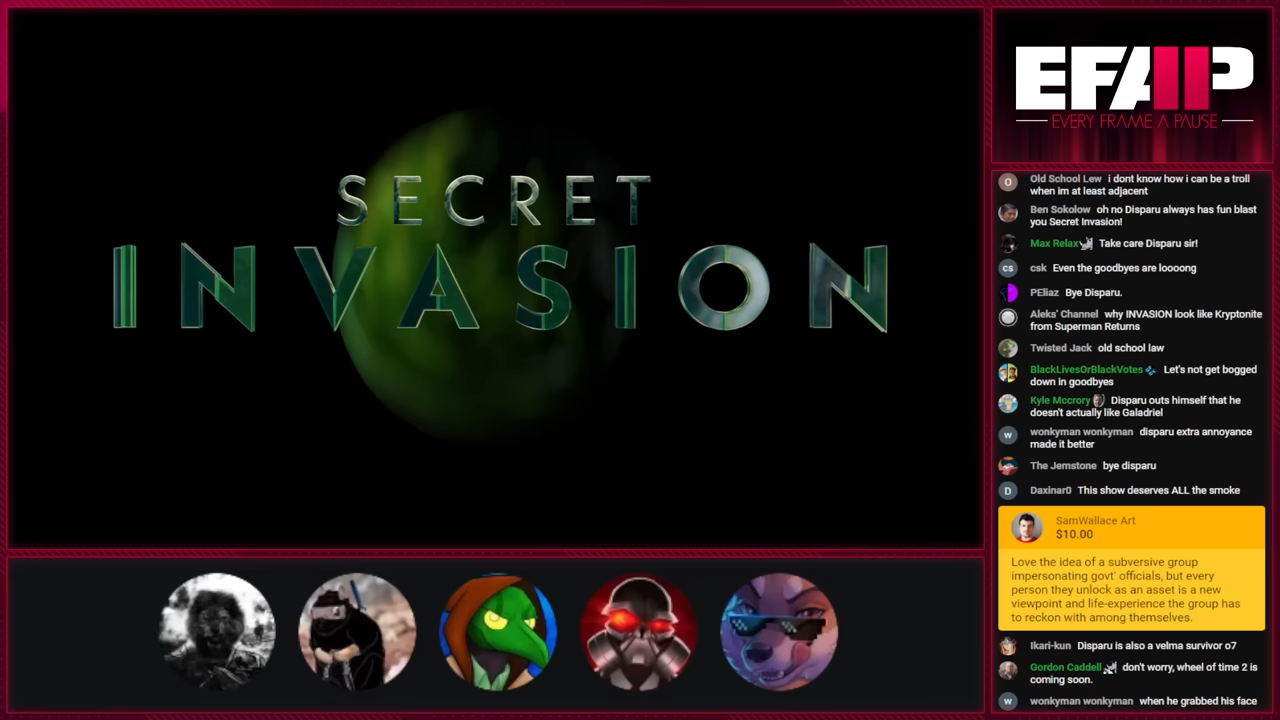 SECRET
INVASION
EFAP
EVERY FRAME A PAUSE
O Old School Lew i dont know how i can be a troll
when im at least adjacent
Ben Sokolow oh no Disparu always has fun blast
you Secret Invasion!
Max Relax Take care Disparu sir!
cs csk Even the goodbyes are loooong
PEliaz Bye Disparu.
Aleks' Channel why INVASION look like Kryptonite
from Superman Returns
Twisted Jack old school law
BlackLivesOrBlackVotes Let's not get bogged
down in goodbyes
Kyle Mccrory Disparu outs himself that he
doesn't actually like Galadriel
w wonkyman wonkyman disparu extra annoyance
made it better
The Jemstone bye disparu
D Daxinar0 This show deserves ALL the smoke
SamWallace Art
$10.00
Love the idea of a subversive group
impersonating govt' officials, but every
person they unlock as an asset is a new
viewpoint and life-experience the group has
to reckon with among themselves.
Ikari-kun Disparu is also a velma survivor o7
Gordon Caddell don't worry, wheel of time 2 is
coming soon.
w wonkyman wonkyman when he grabbed his face